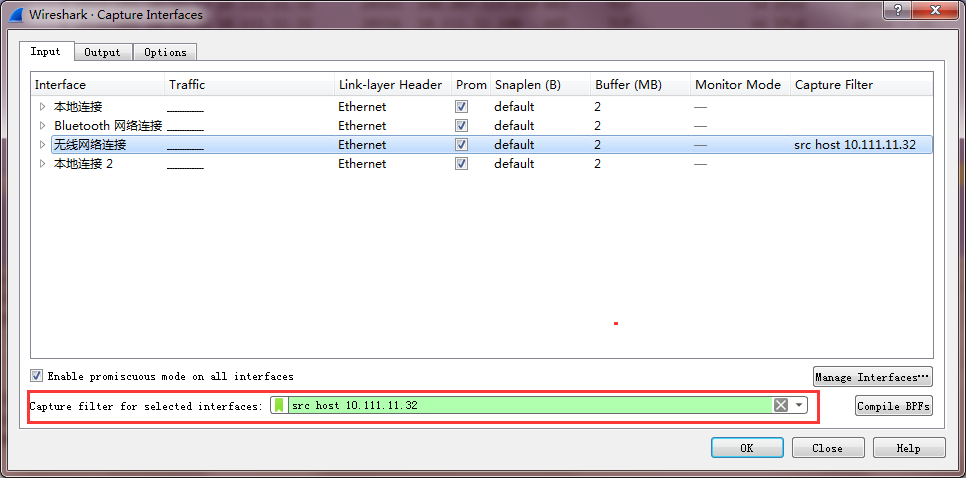 Wireshark · Capture Interfaces
Input Output Options
Interface Traffic Link-layer Header Prom Snaplen (B) Buffer (MB) Monitor Mode Capture Filter
本地连接 Ethernet default 2 —
Bluetooth 网络连接 Ethernet default 2 —
无线网络连接 Ethernet default 2 — src host 10.111.11.32
本地连接 2 Ethernet default 2 —
Enable promiscuous mode on all interfaces Manage Interfaces...
Capture filter for selected interfaces: src host 10.111.11.32 Compile BPFs
OK Close Help